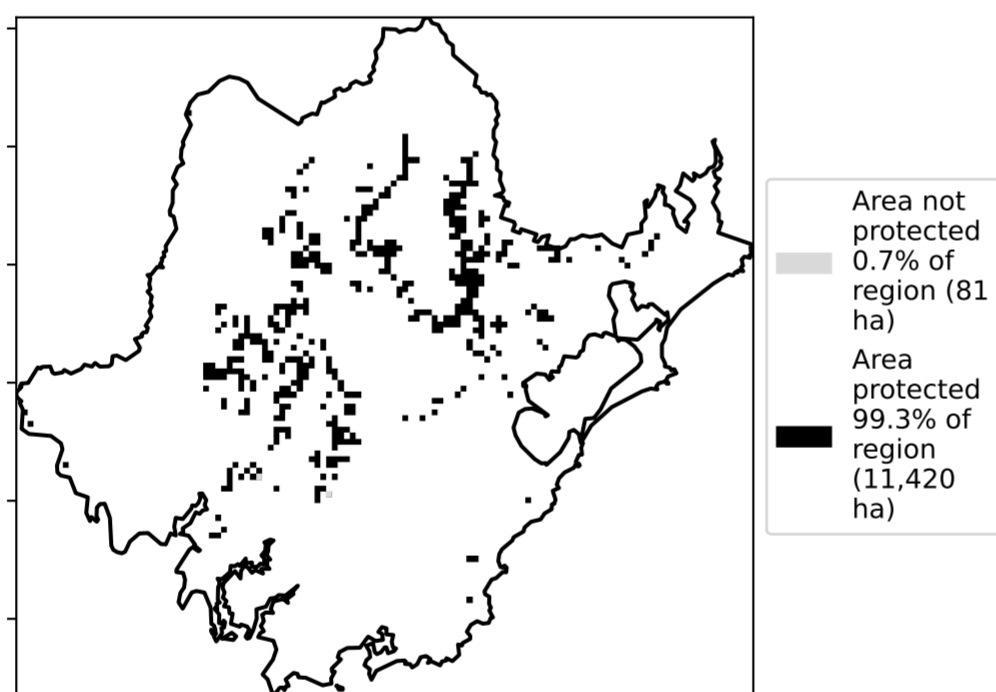 Area not
protected
0.7% of
region (81
ha)
Area
protected
99.3% of
region
(11,420
ha)